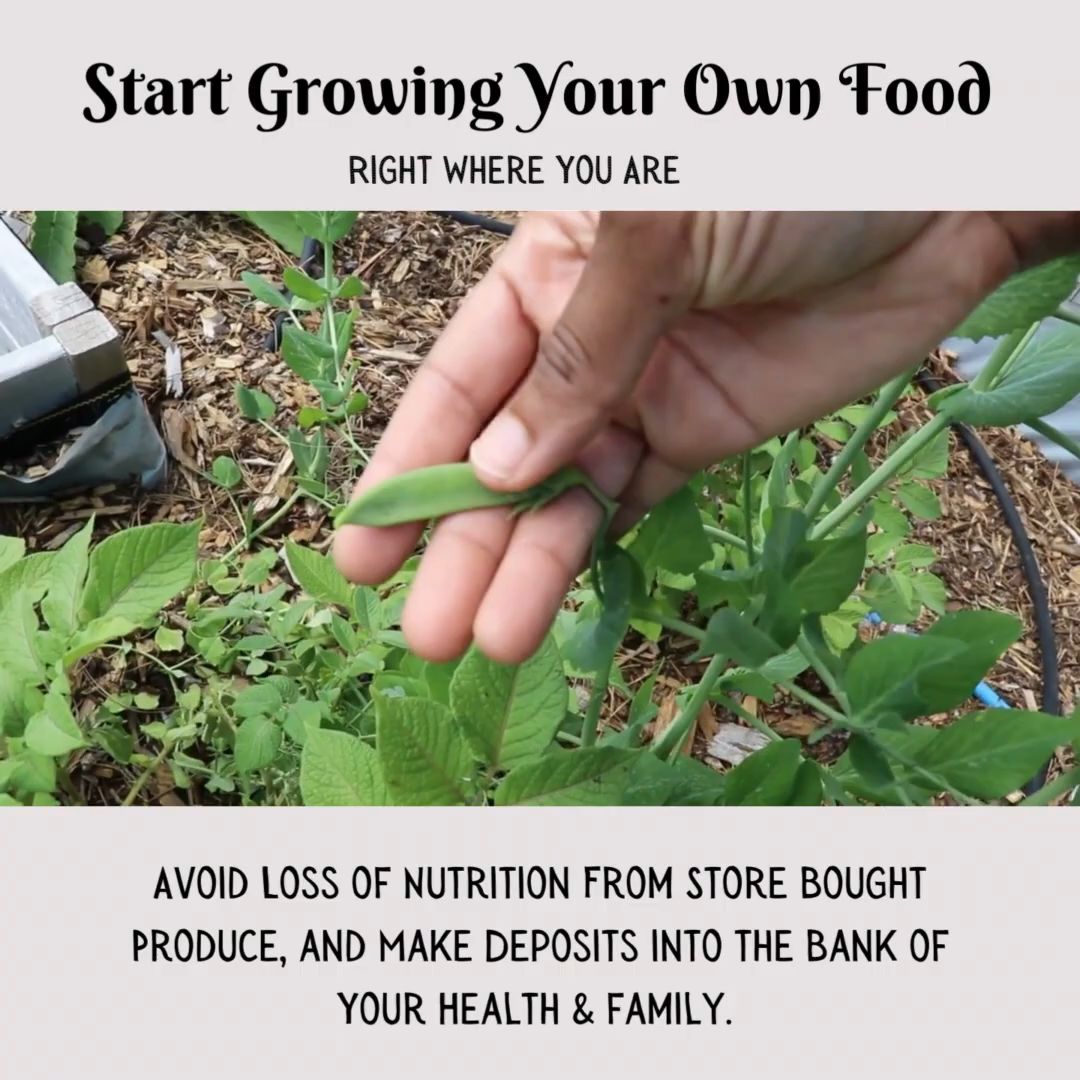 Start Growing Your Own Food
RIGHT WHERE YOU ARE
AVOID LOSS OF NUTRITION FROM STORE BOUGHT
PRODUCE, AND MAKE DEPOSITS INTO THE BANK OF
YOUR HEALTH & FAMILY.